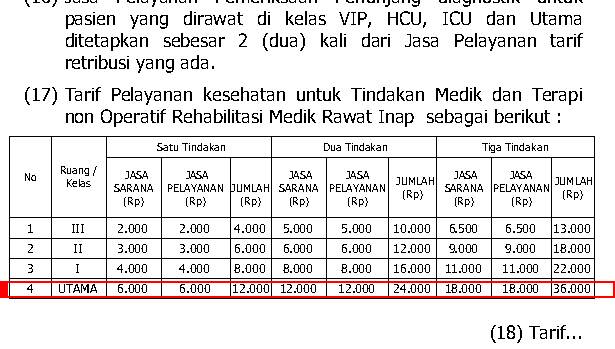 (16) Jasa Pelayanan Pemeriksaan Penunjang diagnostik untuk
pasien yang dirawat di kelas VIP, HCU, ICU dan Utama
ditetapkan sebesar 2 (dua) kali dari Jasa Pelayanan tarif
retribusi yang ada.
(17) Tarif Pelayanan kesehatan untuk Tindakan Medik dan Terapi
non Operatif Rehabilitasi Medik Rawat Inap sebagai berikut :
No Ruang / Kelas Satu Tindakan Dua Tindakan Tiga Tindakan
JASA SARANA (Rp) JASA PELAYANAN (Rp) JUMLAH (Rp) JASA SARANA (Rp) JASA PELAYANAN (Rp) JUMLAH (Rp) JASA SARANA (Rp) JASA PELAYANAN (Rp) JUMLAH (Rp)
1 III 2.000 2.000 4.000 5.000 5.000 10.000 6.500 6.500 13.000
2 II 3.000 3.000 6.000 6.000 6.000 12.000 9.000 9.000 18.000
3 I 4.000 4.000 8.000 8.000 8.000 16.000 11.000 11.000 22.000
4 UTAMA 6.000 6.000 12.000 12.000 12.000 24.000 18.000 18.000 36.000
(18) Tarif...